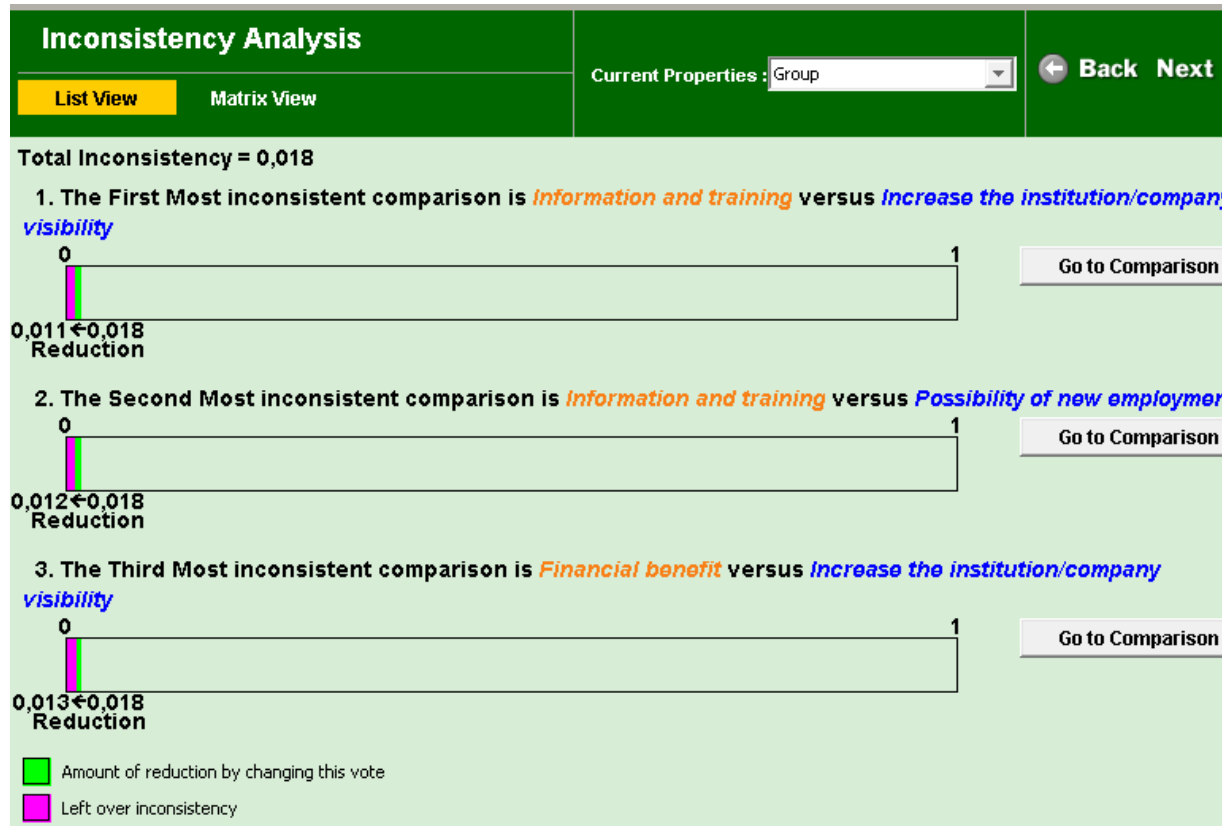 Inconsistency Analysis
List View
Matrix View
Current Properties : Group
Back Next
Total Inconsistency = 0,018
1. The First Most inconsistent comparison is Information and training versus Increase the institution/company
visibility
0 1
Go to Comparison
0,011←0,018
Reduction
2. The Second Most inconsistent comparison is Information and training versus Possibility of new employmen
0 1
Go to Comparison
0,012←0,018
Reduction
3. The Third Most inconsistent comparison is Financial benefit versus Increase the institution/company
visibility
0 1
Go to Comparison
0,013←0,018
Reduction
Amount of reduction by changing this vote
Left over inconsistency